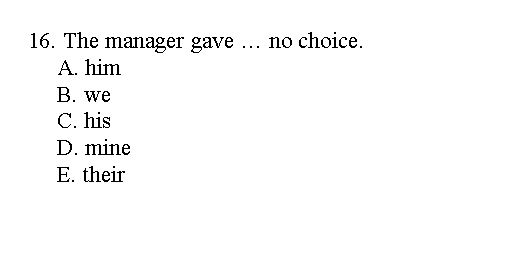 16. The manager gave … no choice.
A. him
B. we
C. his
D. mine
E. their